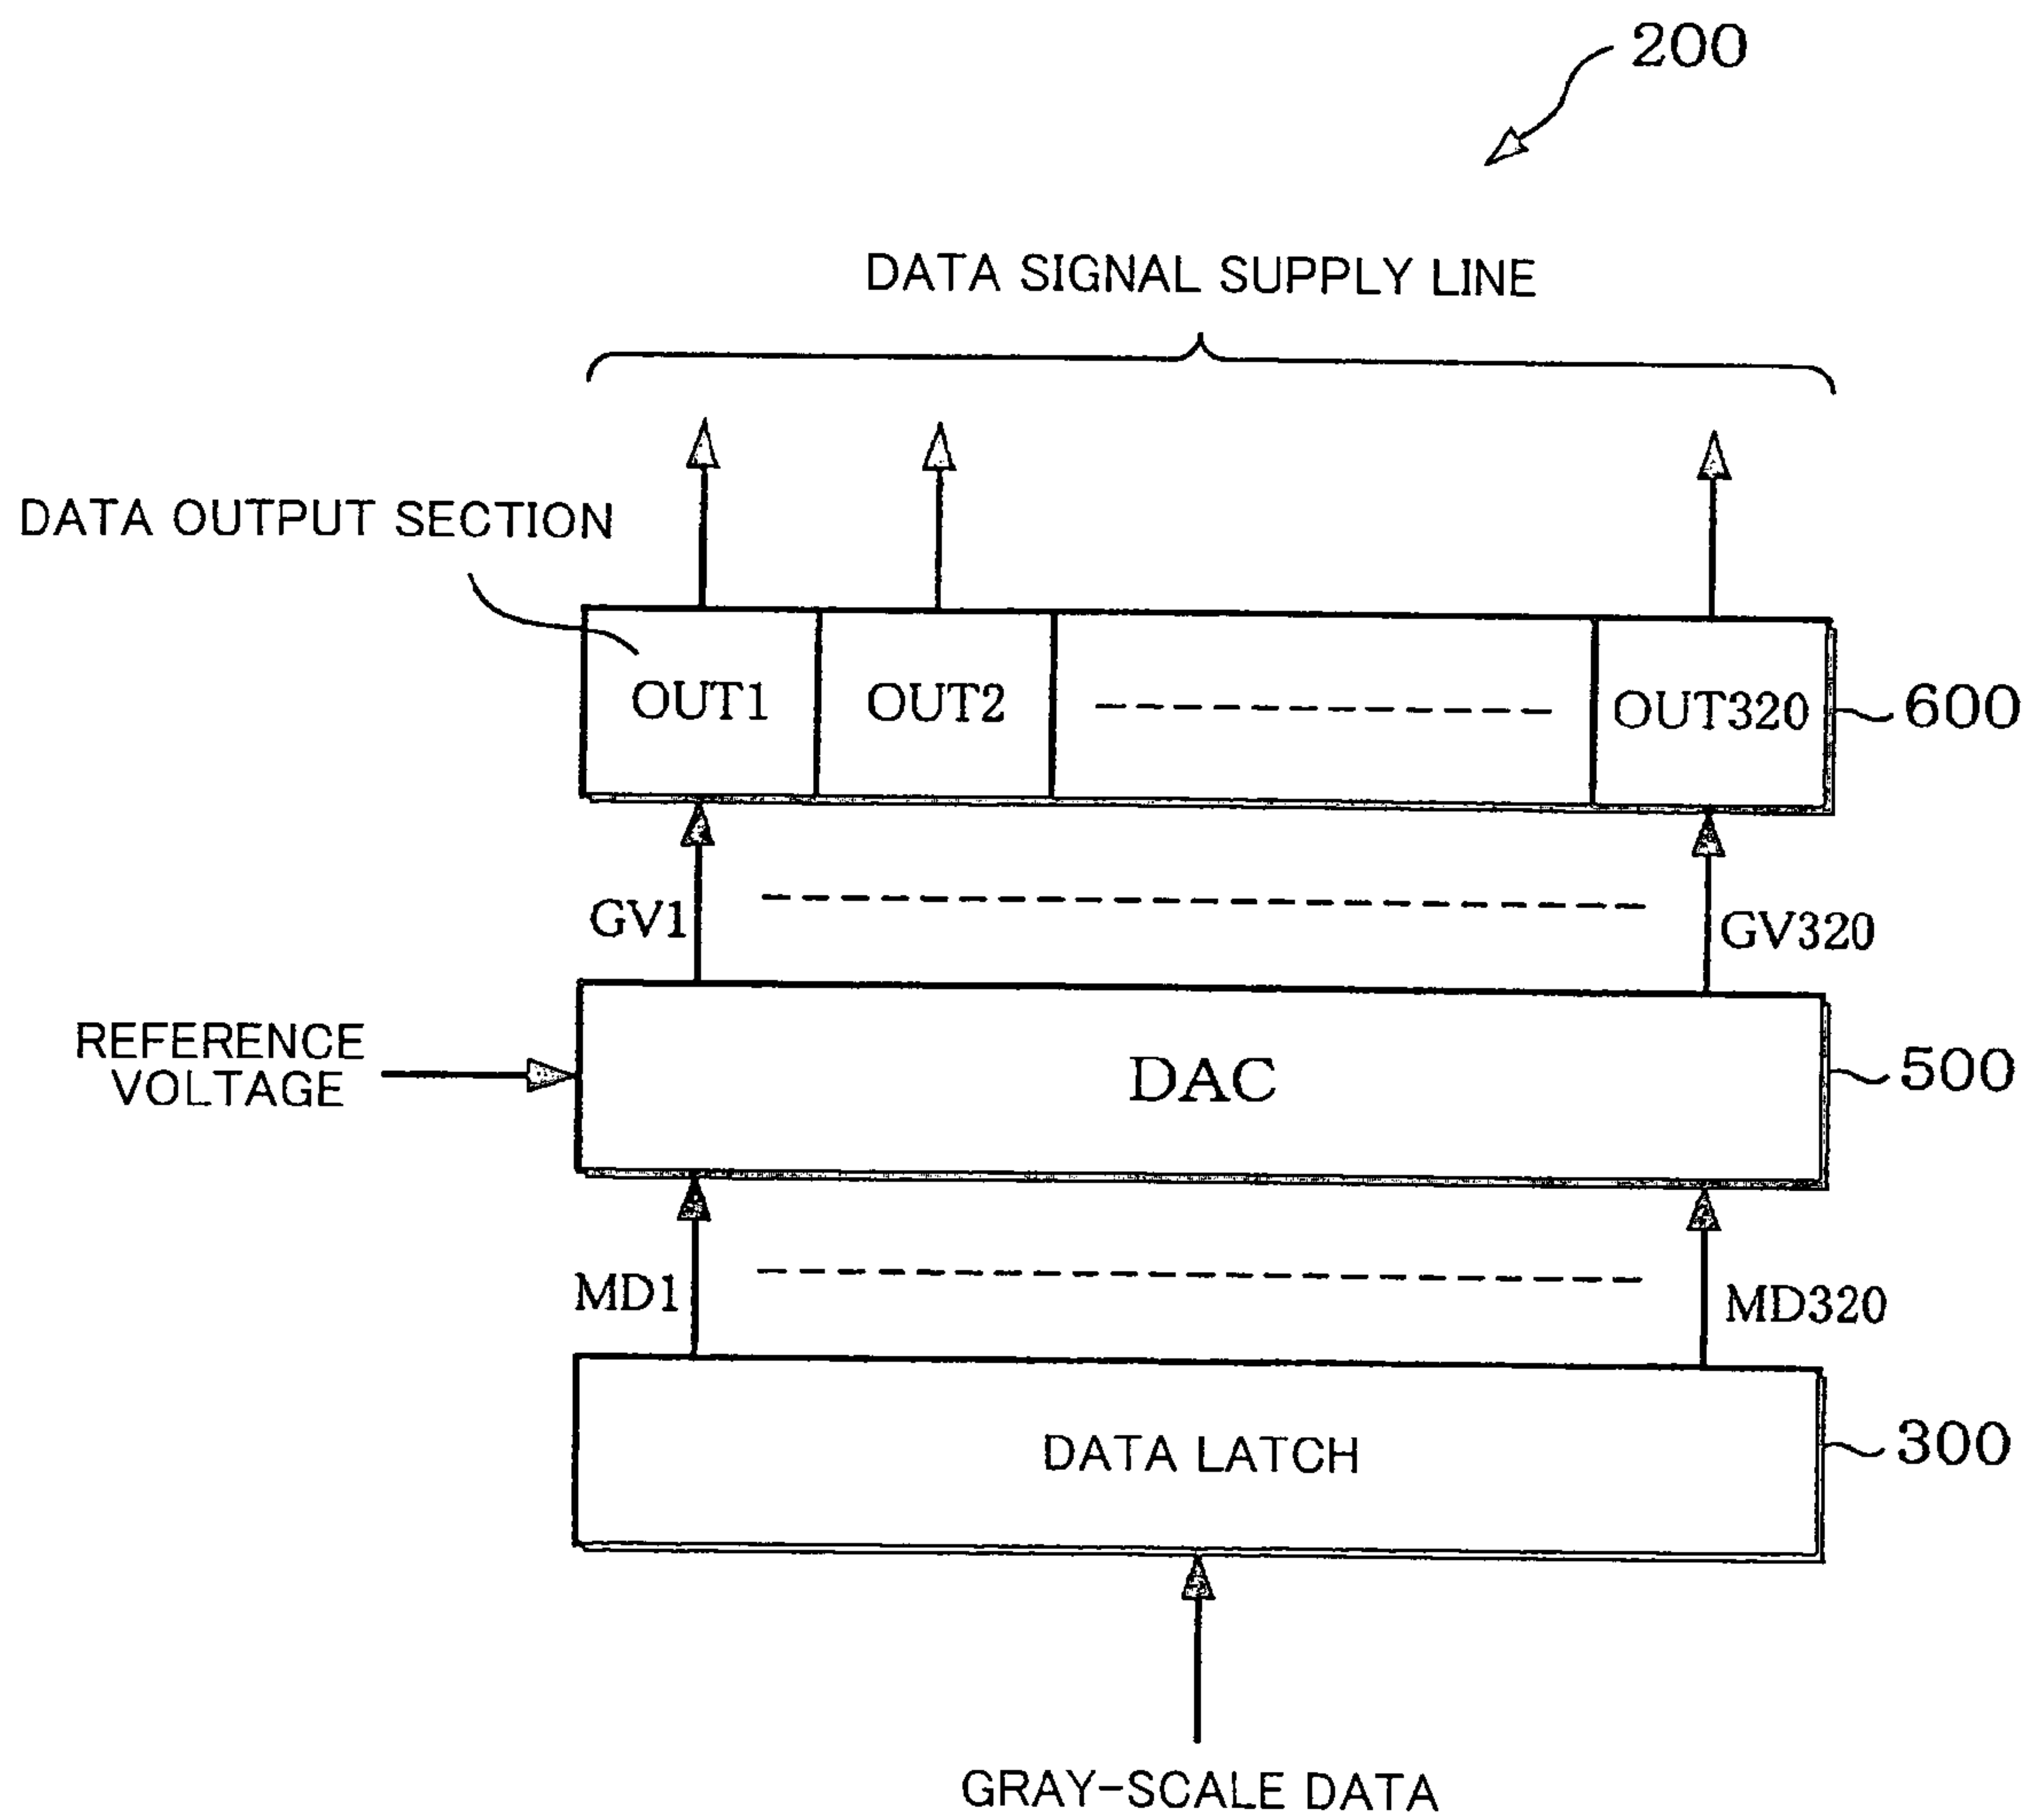 200
DATA SIGNAL SUPPLY LINE
DATA OUTPUT SECTION
OUT1
OUT2
OUT320
600
GV1
GV320
REFERENCE
VOLTAGE
DAC
500
MD1
MD320
DATA LATCH
300
GRAY-SCALE DATA